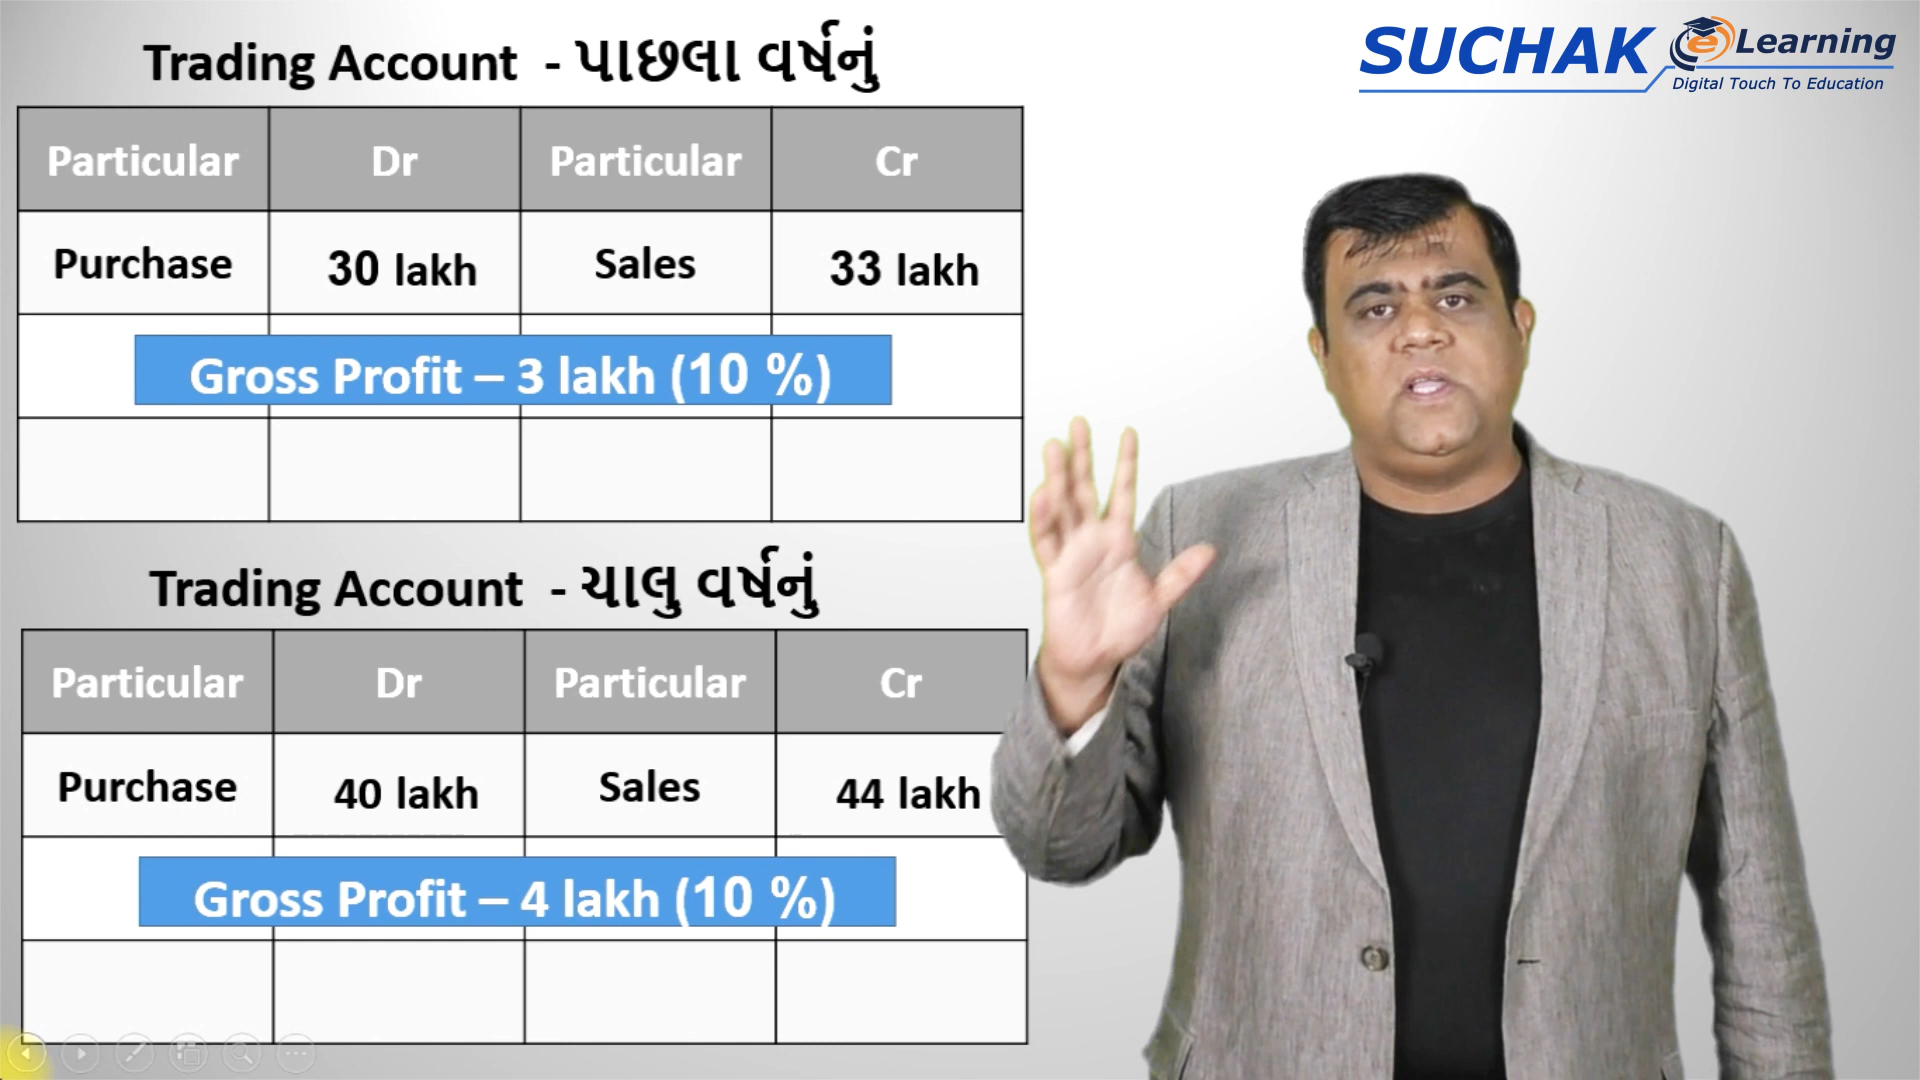 Trading Account - પાછલા વર્ષનું
SUCHAK e Learning
Digital Touch To Education
Particular Dr Particular Cr
Purchase 30 lakh Sales 33 lakh
Gross Profit – 3 lakh (10 %)
Trading Account - ચાલુ વર્ષનું
Particular Dr Particular Cr
Purchase 40 lakh Sales 44 lakh
Gross Profit – 4 lakh (10 %)